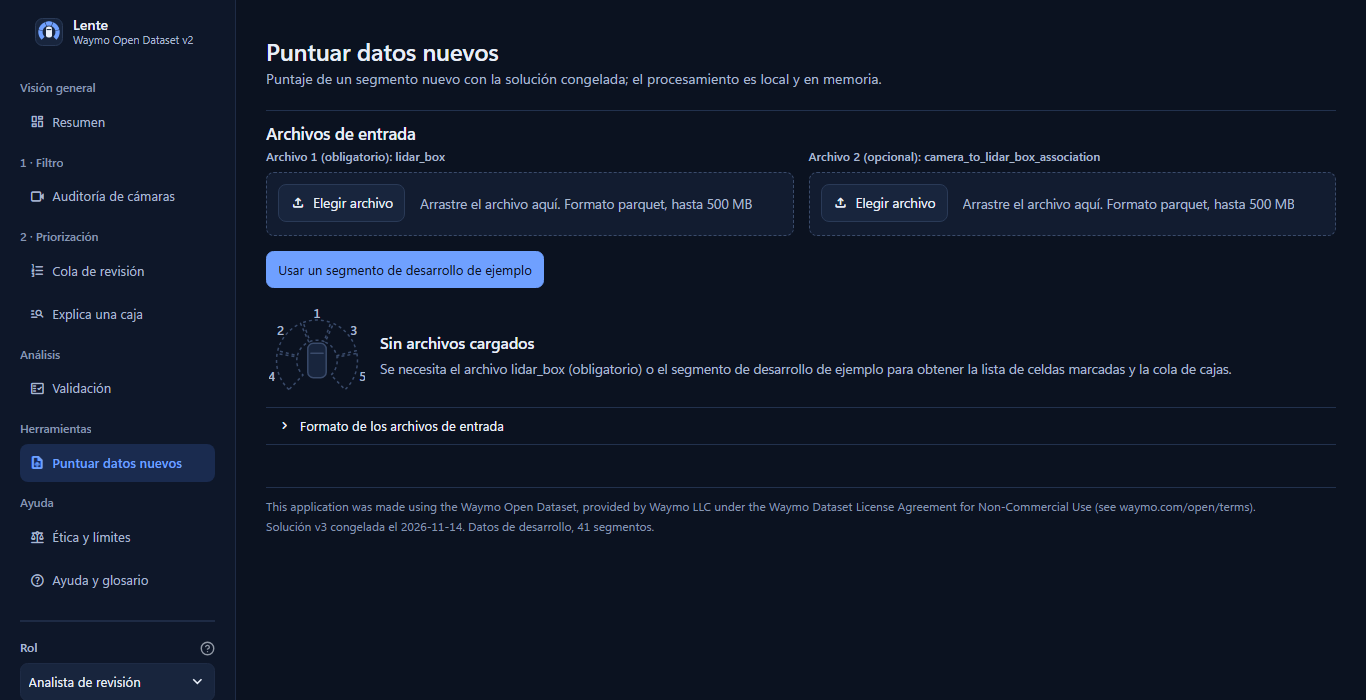 Lente
Waymo Open Dataset v2
Visión general
Resumen
1 · Filtro
Auditoría de cámaras
2 · Priorización
Cola de revisión
Explica una caja
Análisis
Validación
Herramientas
Puntuar datos nuevos
Ayuda
Ética y límites
Ayuda y glosario
Rol
Analista de revisión
Puntuar datos nuevos
Puntaje de un segmento nuevo con la solución congelada; el procesamiento es local y en memoria.
Archivos de entrada
Archivo 1 (obligatorio): lidar_box
Elegir archivo
Arrastre el archivo aquí. Formato parquet, hasta 500 MB
Archivo 2 (opcional): camera_to_lidar_box_association
Elegir archivo
Arrastre el archivo aquí. Formato parquet, hasta 500 MB
Usar un segmento de desarrollo de ejemplo
1
2
3
4
5
Sin archivos cargados
Se necesita el archivo lidar_box (obligatorio) o el segmento de desarrollo de ejemplo para obtener la lista de celdas marcadas y la cola de cajas.
Formato de los archivos de entrada
This application was made using the Waymo Open Dataset, provided by Waymo LLC under the Waymo Dataset License Agreement for Non-Commercial Use (see waymo.com/open/terms).
Solución v3 congelada el 2026-11-14. Datos de desarrollo, 41 segmentos.